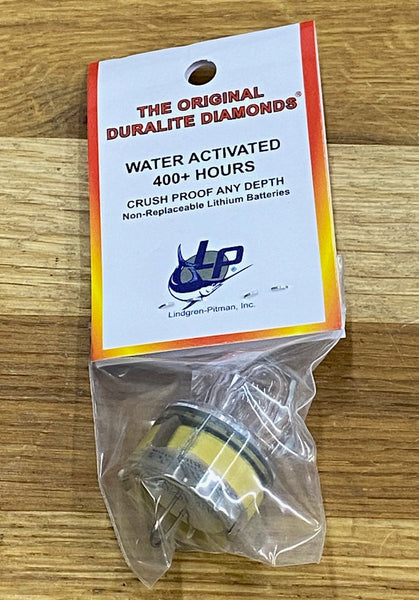 THE ORIGINAL
DURALITE DIAMONDS®
WATER ACTIVATED
400+ HOURS
CRUSH PROOF ANY DEPTH
Non-Replaceable Lithium Batteries
LP®
Lindgren-Pitman, Inc.